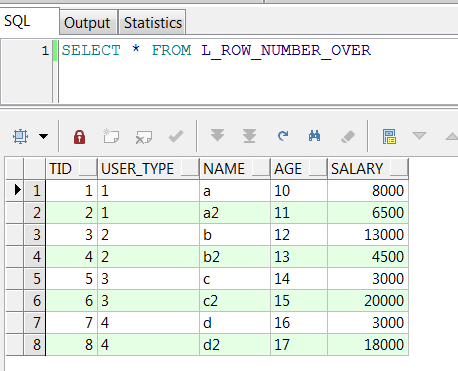 SQL Output Statistics
1 SELECT * FROM L_ROW_NUMBER_OVER
TID USER_TYPE NAME AGE SALARY
1 1 1 a 10 8000
2 2 1 a2 11 6500
3 3 2 b 12 13000
4 4 2 b2 13 4500
5 5 3 c 14 3000
6 6 3 c2 15 20000
7 7 4 d 16 3000
8 8 4 d2 17 18000